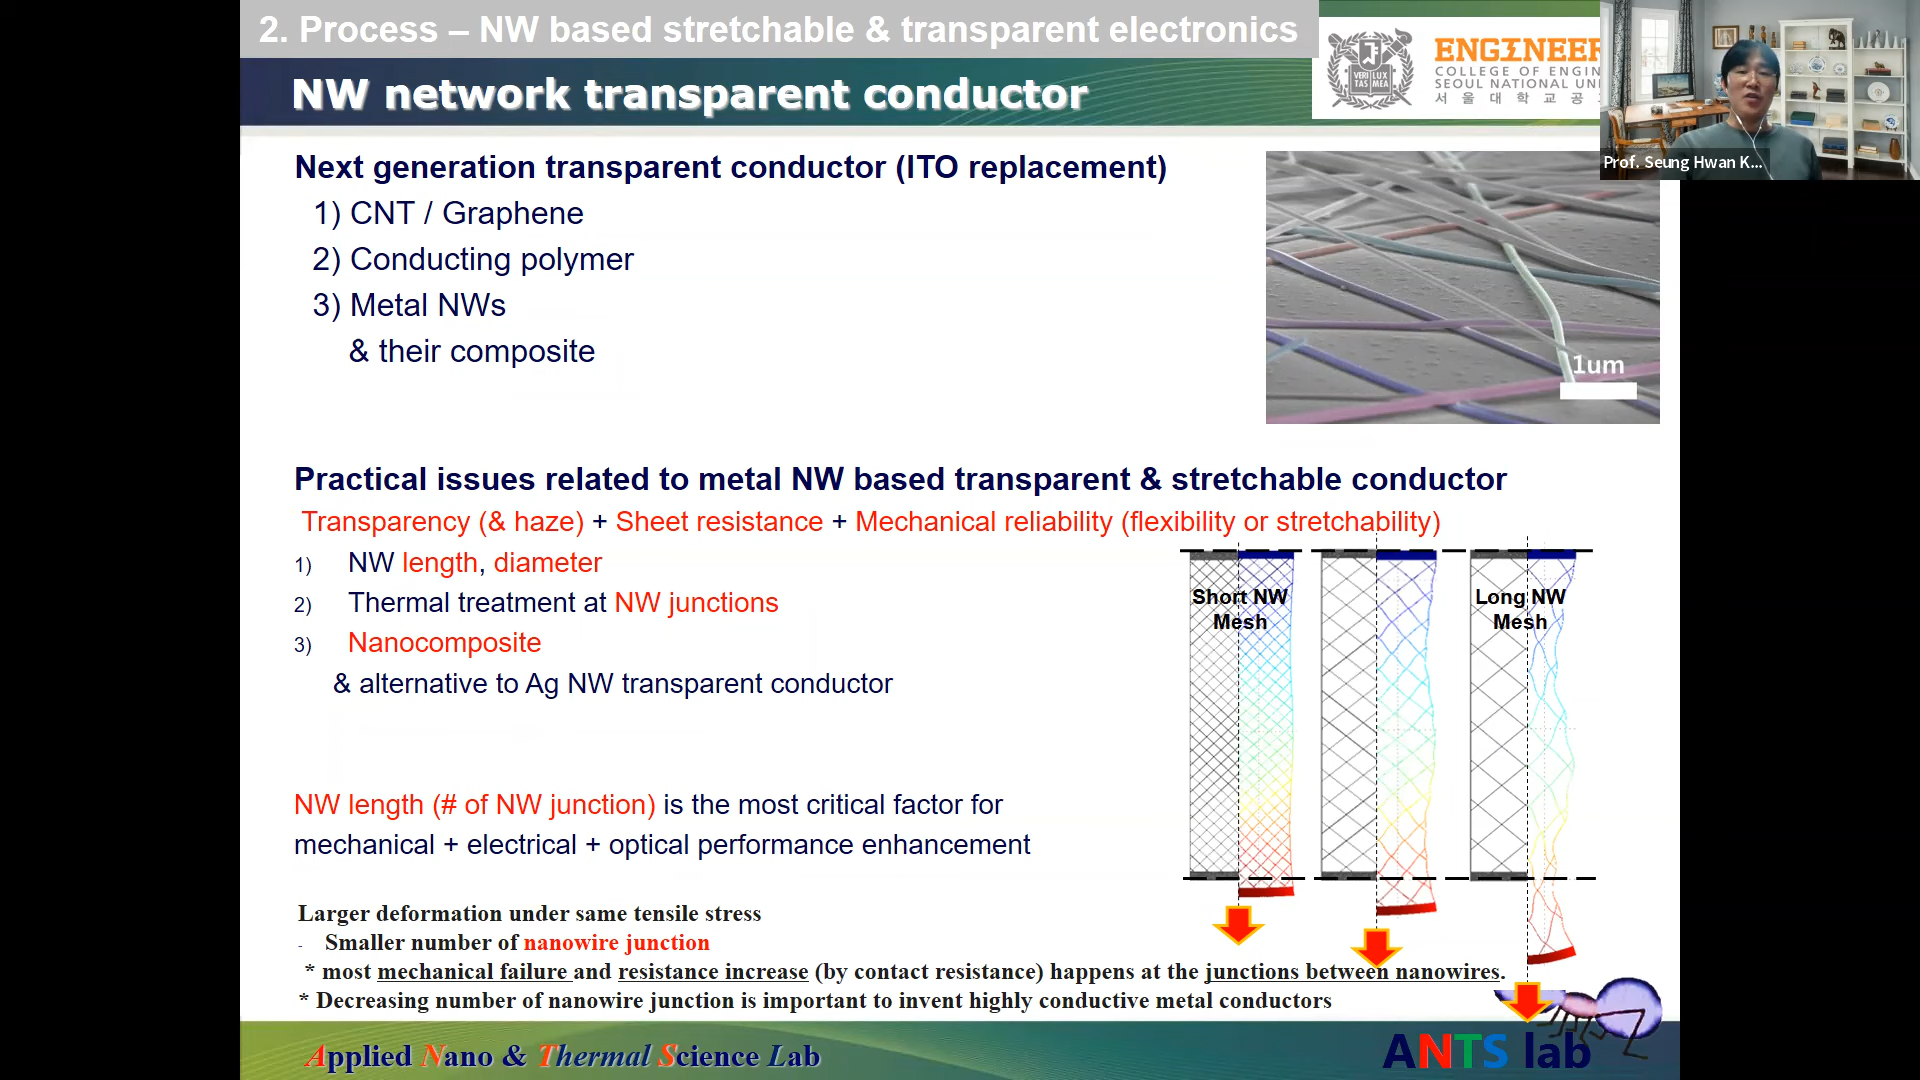 2. Process – NW based stretchable & transparent electronics
NW network transparent conductor
VERI LUX
TAS MEA
ENGINEER
COLLEGE OF ENGIN
SEOUL NATIONAL UNI
서 울 대 학 교 공
Prof. Seung Hwan K...
Next generation transparent conductor (ITO replacement)
1) CNT / Graphene
2) Conducting polymer
3) Metal NWs
& their composite
1um
Practical issues related to metal NW based transparent & stretchable conductor
Transparency (& haze) + Sheet resistance + Mechanical reliability (flexibility or stretchability)
1) NW length, diameter
2) Thermal treatment at NW junctions
3) Nanocomposite
& alternative to Ag NW transparent conductor
Short NW
Mesh
Long NW
Mesh
NW length (# of NW junction) is the most critical factor for
mechanical + electrical + optical performance enhancement
Larger deformation under same tensile stress
- Smaller number of nanowire junction
* most mechanical failure and resistance increase (by contact resistance) happens at the junctions between nanowires.
* Decreasing number of nanowire junction is important to invent highly conductive metal conductors
Applied Nano & Thermal Science Lab
ANTS lab